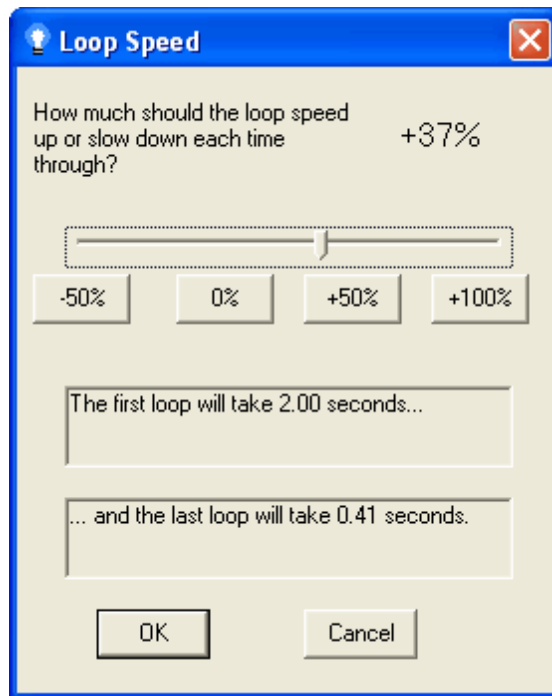 Loop Speed
How much should the loop speed
up or slow down each time
through?
+37%
-50%
0%
+50%
+100%
The first loop will take 2.00 seconds...
... and the last loop will take 0.41 seconds.
OK
Cancel